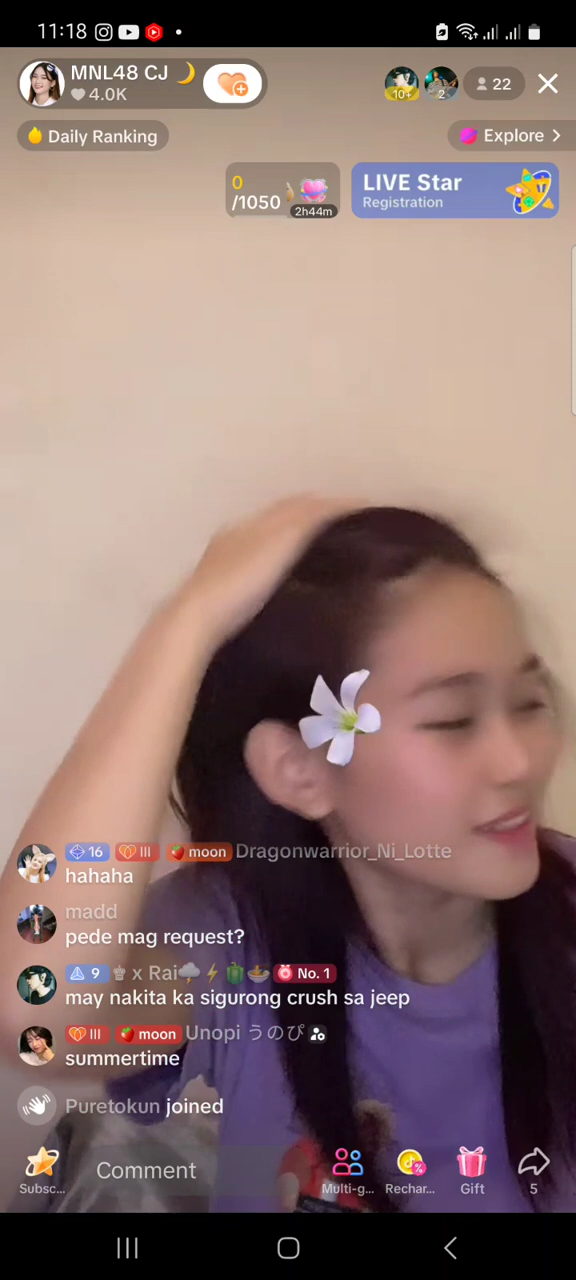 11:18
MNL48 CJ
4.0K
10+
2
22
Daily Ranking
Explore
0
/1050
2h44m
LIVE Star
Registration
16 III moon Dragonwarrior_Ni_Lotte
hahaha
madd
pede mag request?
9 x Rai No. 1
may nakita ka sigurong crush sa jeep
III moon Unopi うのぴ
summertime
Puretokun joined
Subsc...
Comment
Multi-g...
Rechar...
Gift
5